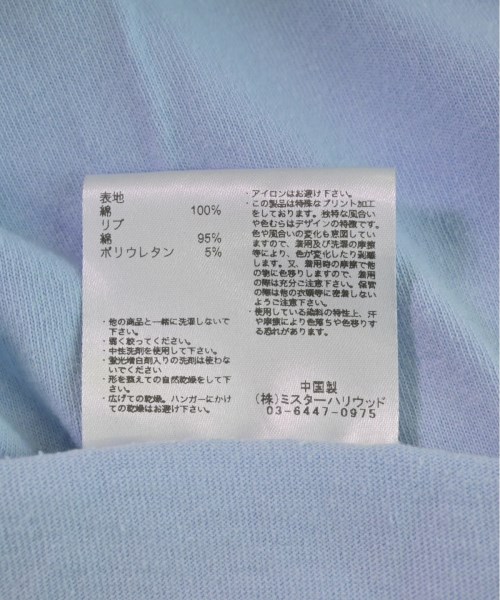 表地
綿 100%
リブ
綿 95%
ポリウレタン 5%
・他の商品と一緒に洗濯しないで
下さい。
・弱く絞ってください。
・中性洗剤を使用して下さい。
・蛍光増白剤入りの洗剤は使わな
いでください
・形を整えての自然乾燥をして下
さい。
・広げての乾燥。ハンガーにかけ
ての乾燥はお避け下さい。
・アイロンはお避け下さい。
・この製品は特殊なプリント加工
をしております。独特な風合い
や色むらはデザインの特徴です。
色や風合いの変化も意図してい
ますので、着用及び洗濯の摩擦
等により、色が変化したり剥離
します。又、着用時の摩擦で他
の物に色移りしますので、着用
の際は充分ご注意下さい。保管
の際は他の衣類等に密着しない
ようご注意下さい。
・使用している染料の特性上、汗
や摩擦により色落ちや色移りす
る恐れがあります。
中国製
(株)ミスターハリウッド
03-6447-0975